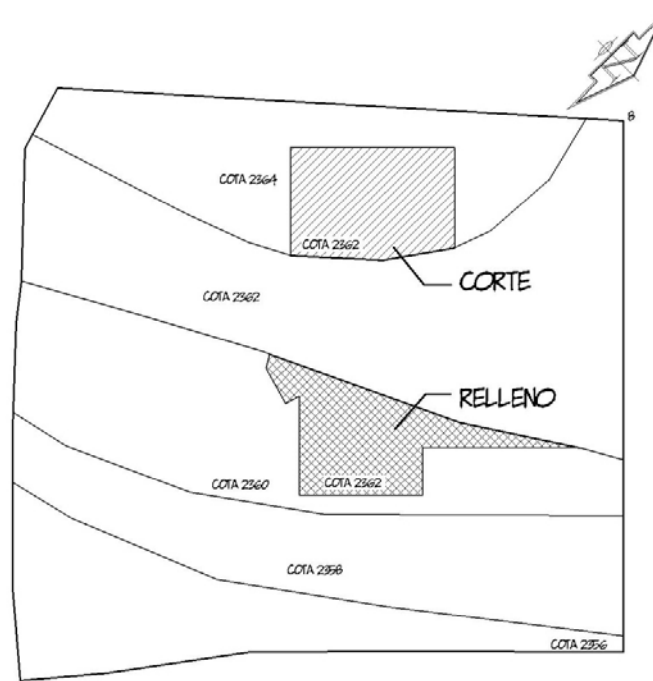 B
COTA 2364
COTA 2362
CORTE
COTA 2362
RELLENO
COTA 2360
COTA 2362
COTA 2358
COTA 2356